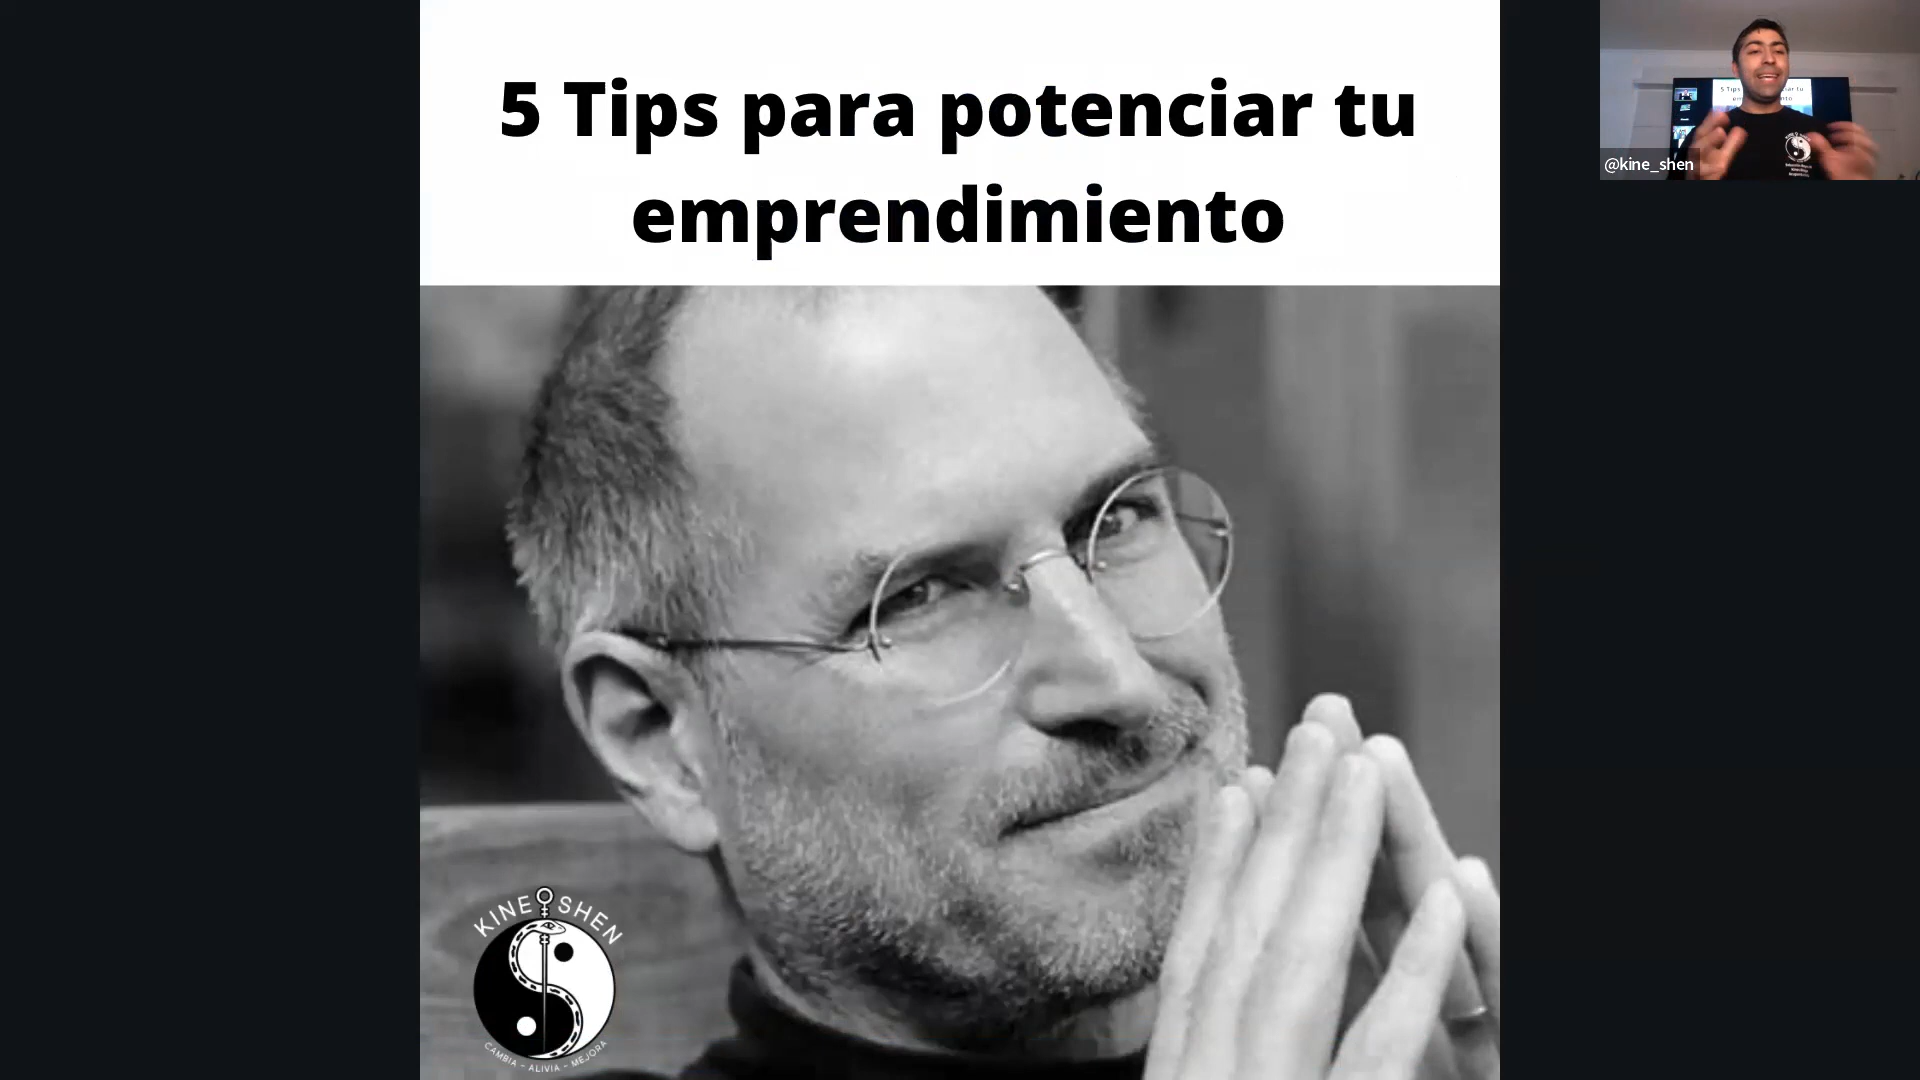 5 Tips para potenciar tu
emprendimiento
@kine_shen
KINE SHEN
CAMBIA - ALIVIA - MEJORA